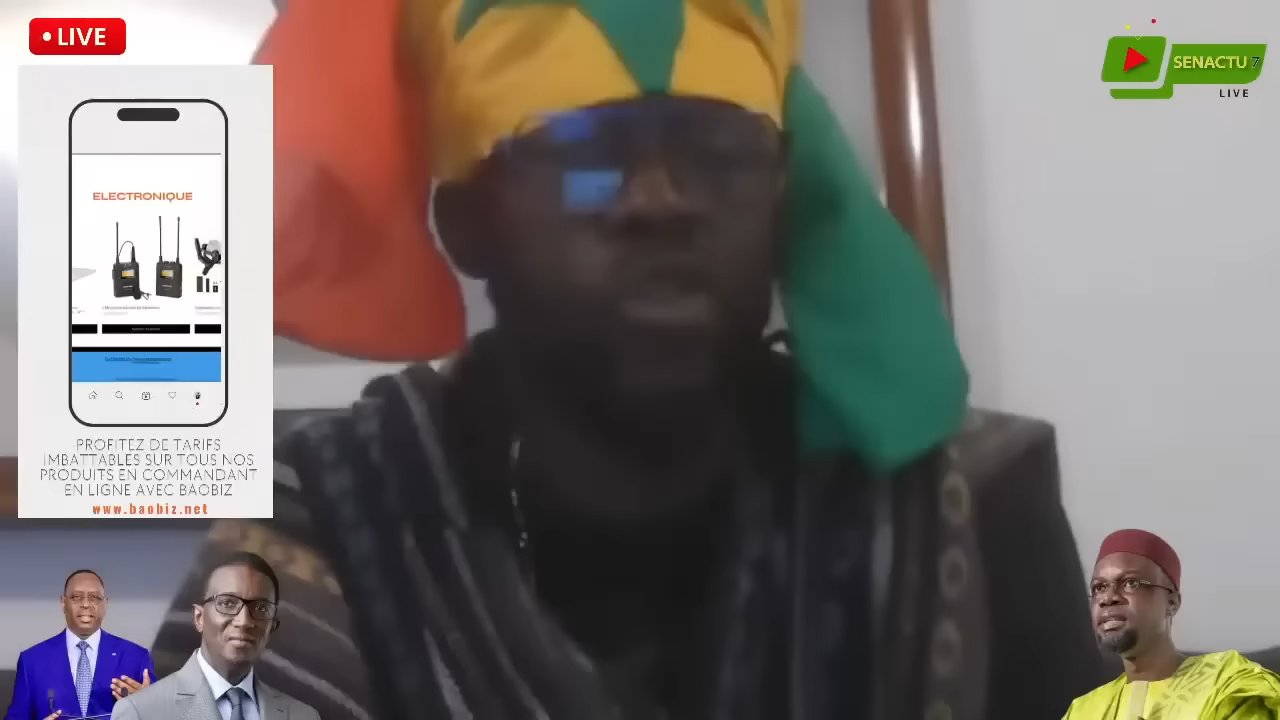 LIVE
SENACTU 7
LIVE
ELECTRONIQUE
PROFITEZ DE TARIFS
IMBATTABLES SUR TOUS NOS
PRODUITS EN COMMANDANT
EN LIGNE AVEC BAOBIZ
www.baobiz.net